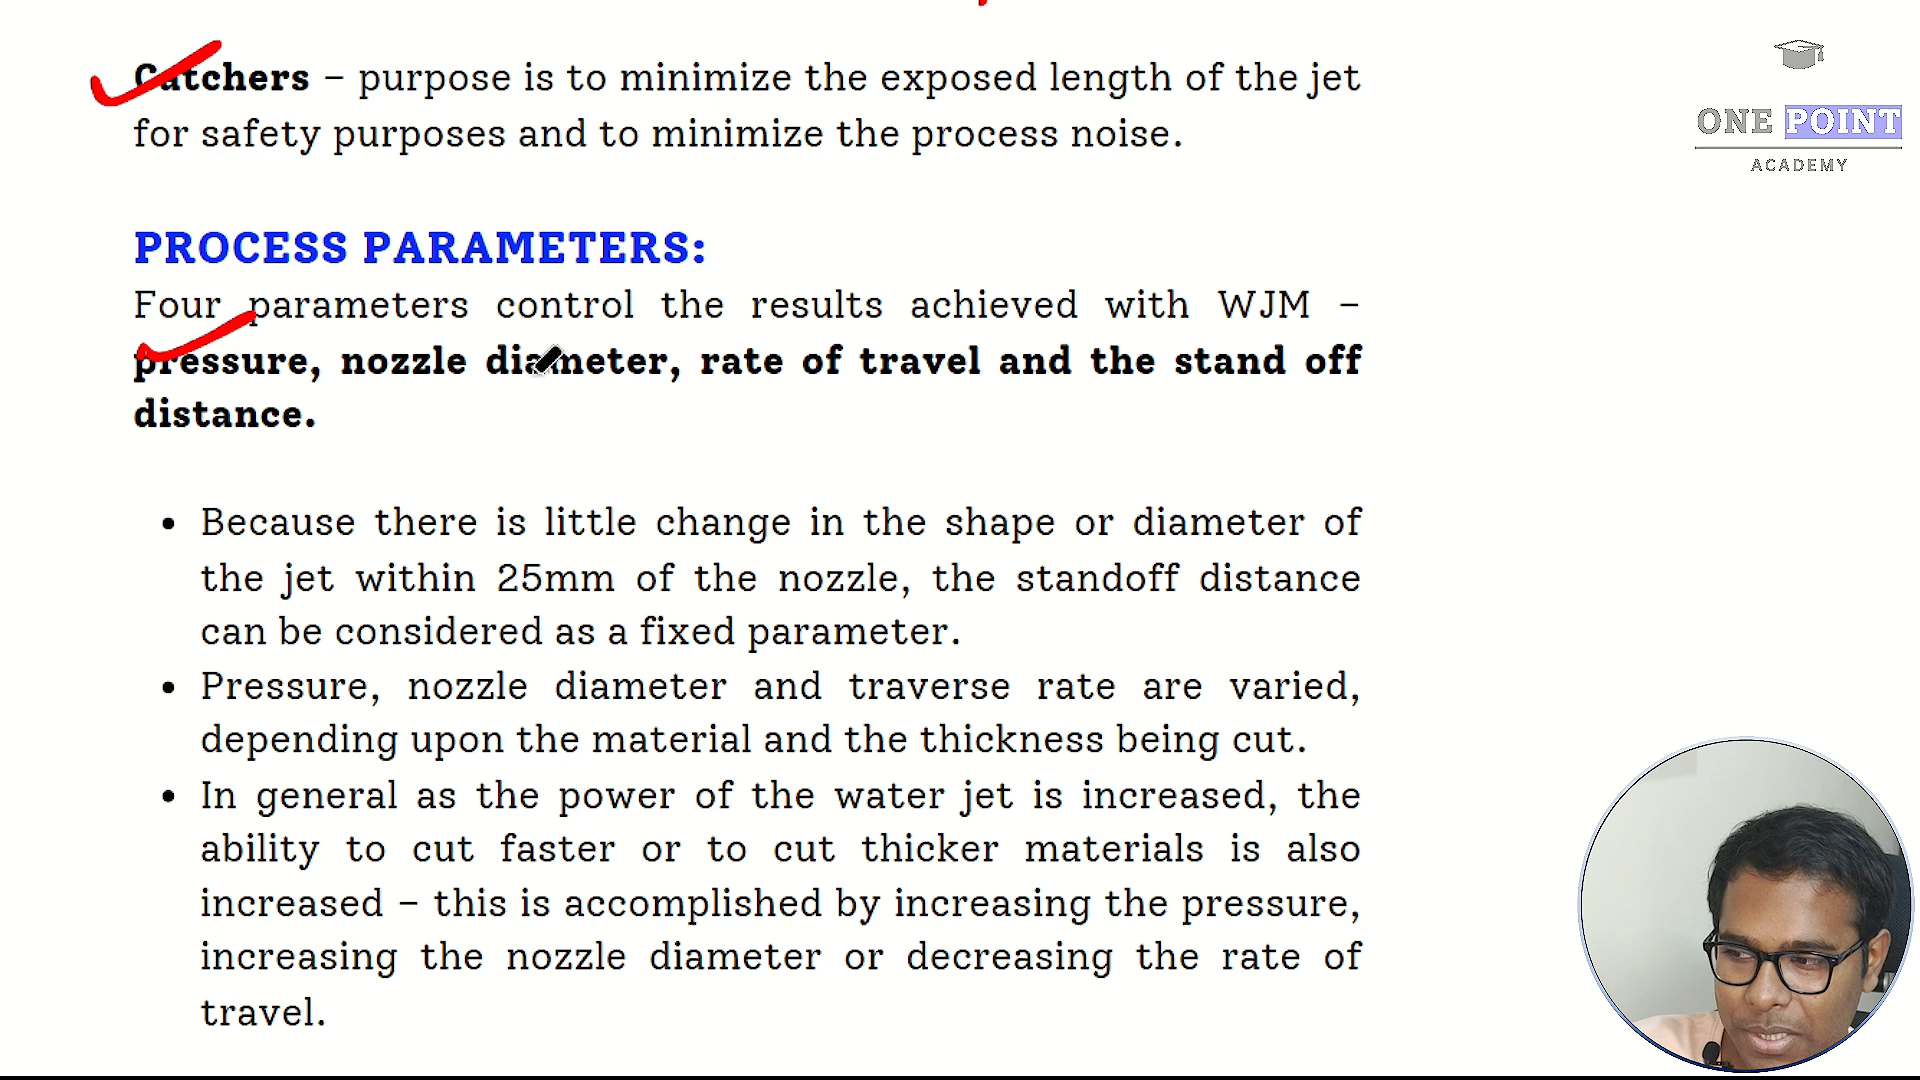 Catchers – purpose is to minimize the exposed length of the jet
for safety purposes and to minimize the process noise.
ONE POINT
ACADEMY
PROCESS PARAMETERS:
Four parameters control the results achieved with WJM –
pressure, nozzle diameter, rate of travel and the stand off
distance.
• Because there is little change in the shape or diameter of
the jet within 25mm of the nozzle, the standoff distance
can be considered as a fixed parameter.
• Pressure, nozzle diameter and traverse rate are varied,
depending upon the material and the thickness being cut.
• In general as the power of the water jet is increased, the
ability to cut faster or to cut thicker materials is also
increased – this is accomplished by increasing the pressure,
increasing the nozzle diameter or decreasing the rate of
travel.